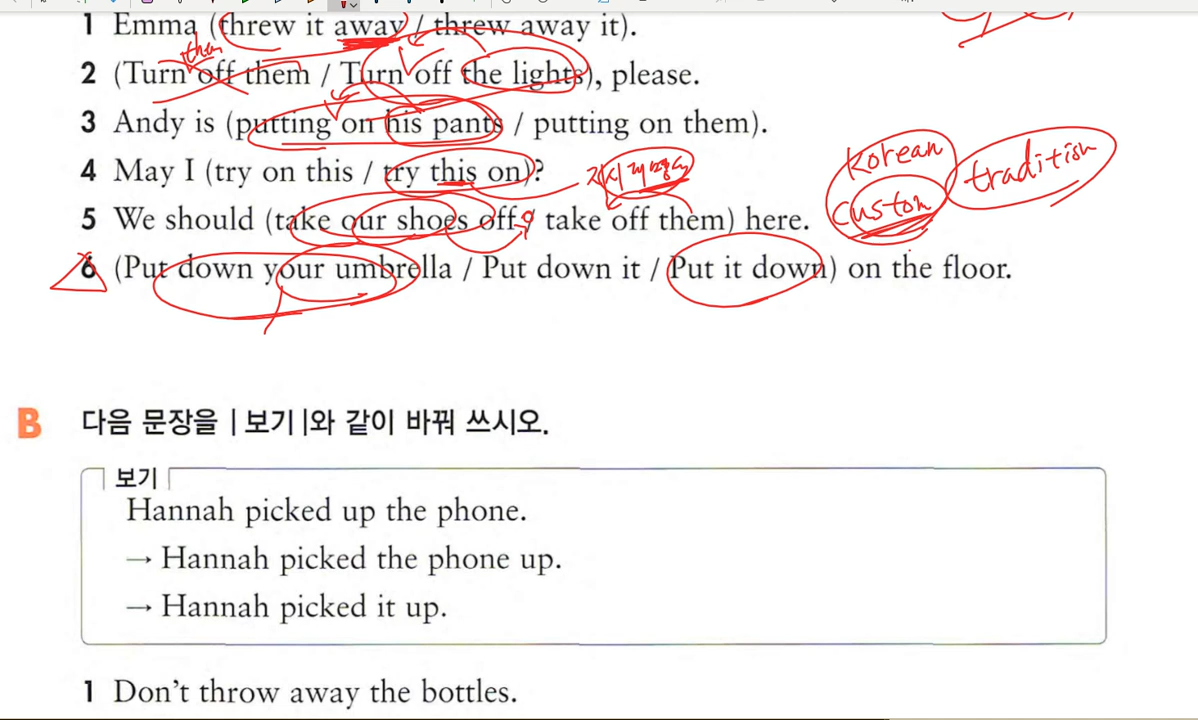 1 Emma (threw it away / threw away it).
them
2 (Turn off them / Turn off the lights), please.
3 Andy is (putting on his pants / putting on them).
4 May I (try on this / try this on)?
지시대명사
Korean
custom
tradition
5 We should (take our shoes off / take off them) here.
6 (Put down your umbrella / Put down it / Put it down) on the floor.
B 다음 문장을 | 보기 |와 같이 바꿔 쓰시오.
보기
Hannah picked up the phone.
→ Hannah picked the phone up.
→ Hannah picked it up.
1 Don't throw away the bottles.